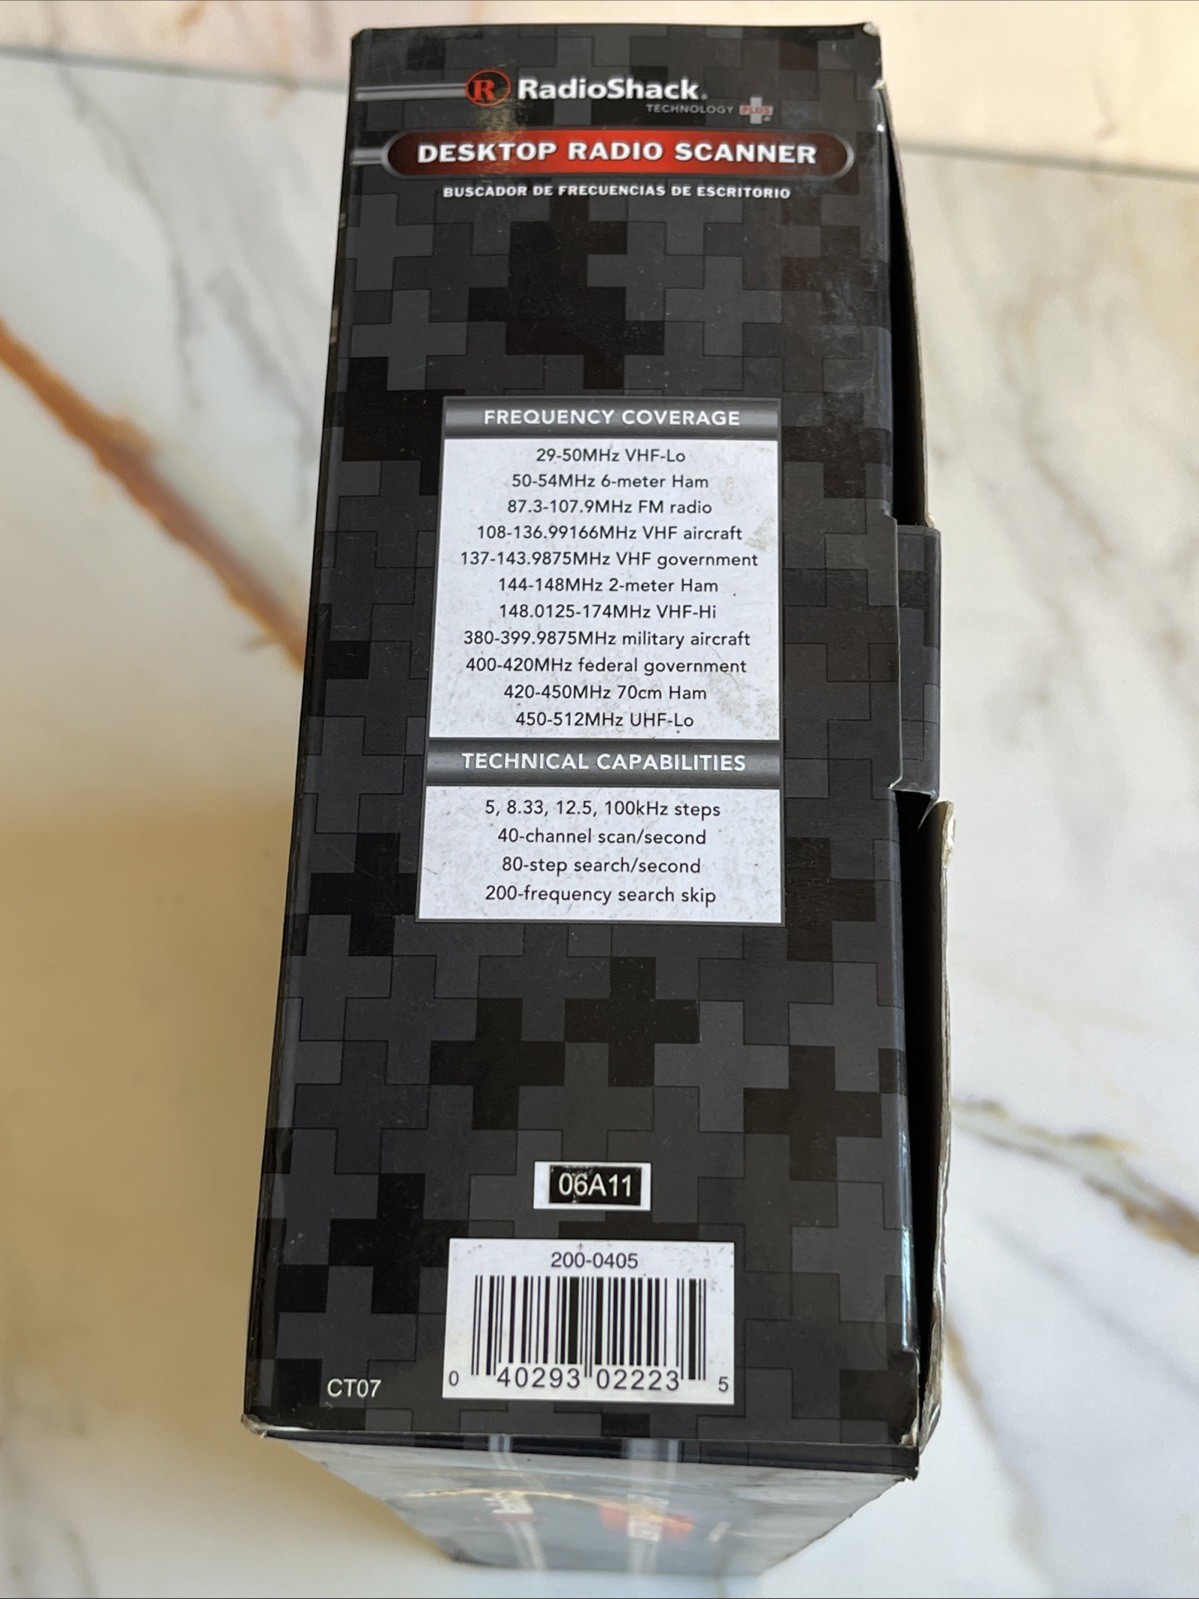 R RadioShack.
TECHNOLOGY PLUS
DESKTOP RADIO SCANNER
BUSCADOR DE FRECUENCIAS DE ESCRITORIO
FREQUENCY COVERAGE
29-50MHz VHF-Lo
50-54MHz 6-meter Ham
87.3-107.9MHz FM radio
108-136.99166MHz VHF aircraft
137-143.9875MHz VHF government
144-148MHz 2-meter Ham
148.0125-174MHz VHF-Hi
380-399.9875MHz military aircraft
400-420MHz federal government
420-450MHz 70cm Ham
450-512MHz UHF-Lo
TECHNICAL CAPABILITIES
5, 8.33, 12.5, 100kHz steps
40-channel scan/second
80-step search/second
200-frequency search skip
06A11
200-0405
0 40293 02223 5
CT07